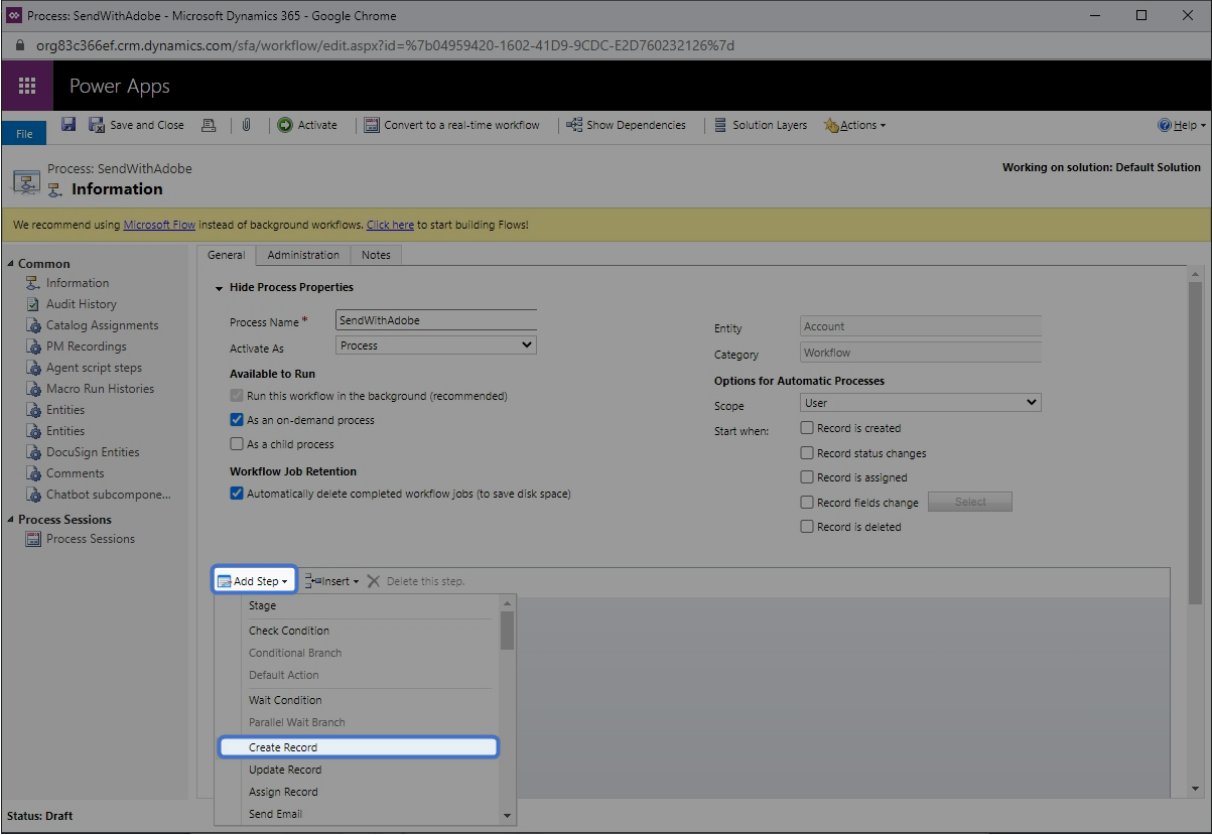 Process: SendWithAdobe - Microsoft Dynamics 365 - Google Chrome
org83c366ef.crm.dynamics.com/sfa/workflow/edit.aspx?id=%7b04959420-1602-41D9-9CDC-E2D760232126%7d
Power Apps
File Save and Close Activate Convert to a real-time workflow Show Dependencies Solution Layers Actions Help
Process: SendWithAdobe
Information
Working on solution: Default Solution
We recommend using Microsoft Flow instead of background workflows. Click here to start building Flows!
Common
Information
Audit History
Catalog Assignments
PM Recordings
Agent script steps
Macro Run Histories
Entities
Entities
DocuSign Entities
Comments
Chatbot subcompone...
Process Sessions
Process Sessions
General Administration Notes
Hide Process Properties
Process Name * SendWithAdobe
Activate As Process
Available to Run
Run this workflow in the background (recommended)
As an on-demand process
As a child process
Workflow Job Retention
Automatically delete completed workflow jobs (to save disk space)
Entity Account
Category Workflow
Options for Automatic Processes
Scope User
Start when: Record is created
Record status changes
Record is assigned
Record fields change Select
Record is deleted
Add Step Insert Delete this step.
Stage
Check Condition
Conditional Branch
Default Action
Wait Condition
Parallel Wait Branch
Create Record
Update Record
Assign Record
Send Email
Status: Draft